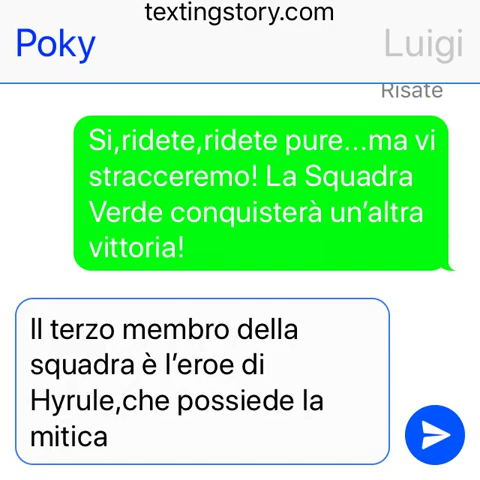 textingstory.com
Poky
Luigi
Risate
Si,ridete,ridete pure...ma vi
stracceremo! La Squadra
Verde conquisterà un'altra
vittoria!
Il terzo membro della
squadra è l'eroe di
Hyrule,che possiede la
mitica